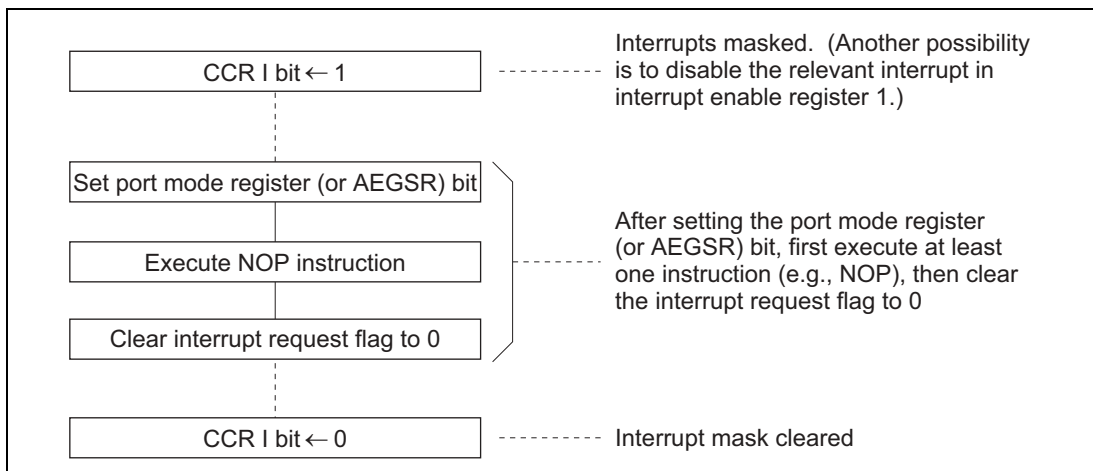 CCR I bit ← 1
Interrupts masked.  (Another possibility
is to disable the relevant interrupt in
interrupt enable register 1.)
Set port mode register (or AEGSR) bit
Execute NOP instruction
Clear interrupt request flag to 0
After setting the port mode register
(or AEGSR) bit, first execute at least
one instruction (e.g., NOP), then clear
the interrupt request flag to 0
CCR I bit ← 0
Interrupt mask cleared